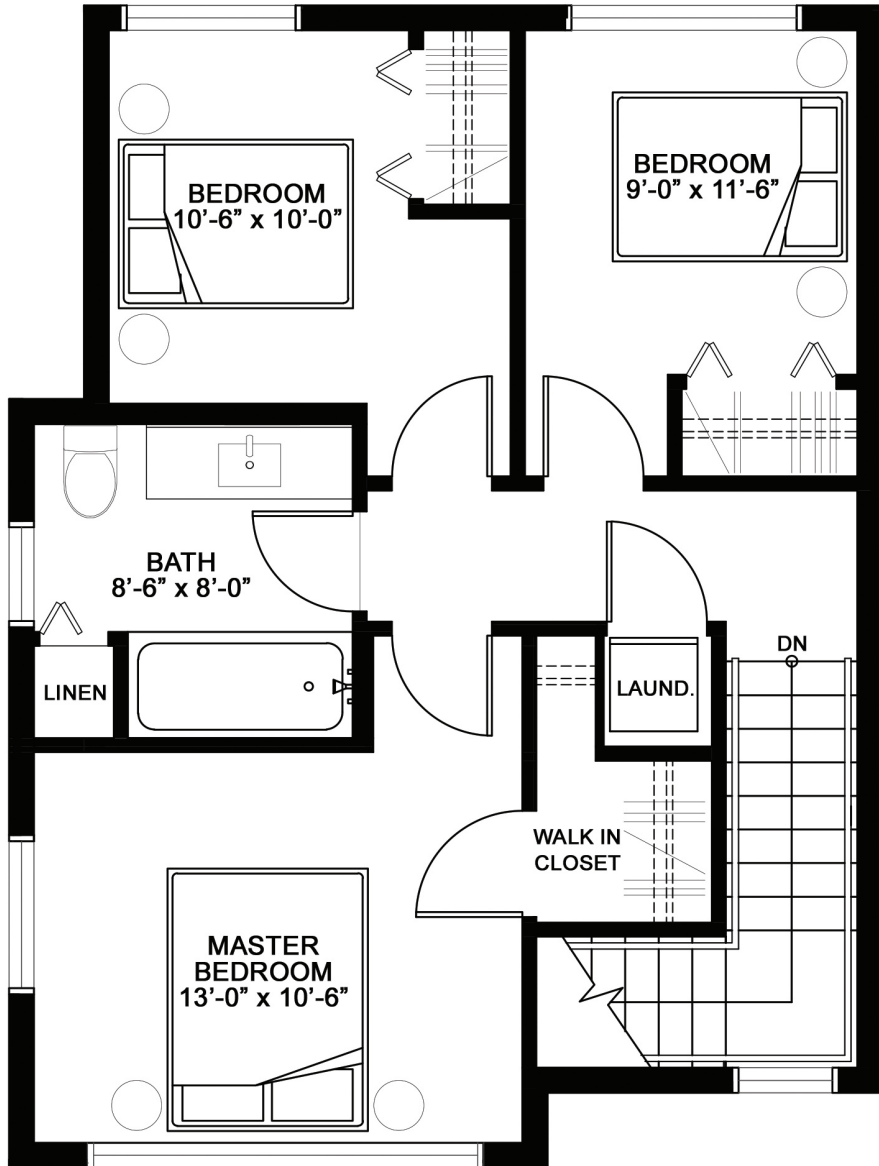 BEDROOM
10’-6” x 10’-0”
BEDROOM
9’-0” x 11’-6”
BATH
8’-6” x 8’-0”
LINEN
DN
LAUND.
WALK IN
CLOSET
MASTER
BEDROOM
13’-0” x 10’-6”